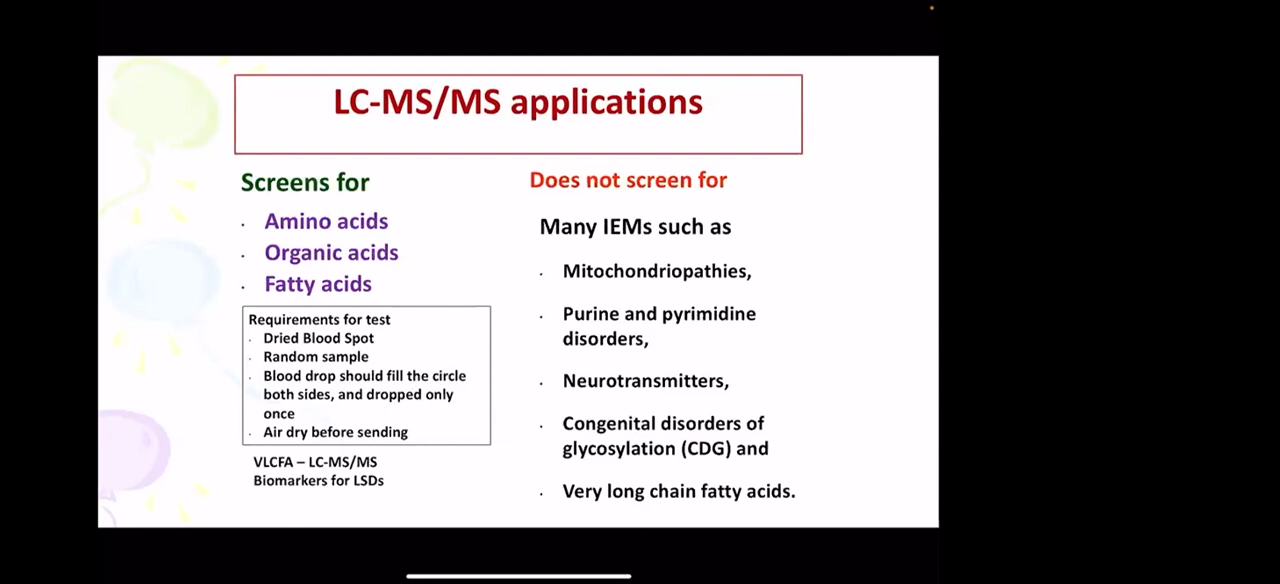 LC-MS/MS applications
Screens for
· Amino acids
· Organic acids
· Fatty acids
Requirements for test
· Dried Blood Spot
· Random sample
· Blood drop should fill the circle
both sides, and dropped only
once
· Air dry before sending
VLCFA – LC-MS/MS
Biomarkers for LSDs
Does not screen for
Many IEMs such as
· Mitochondriopathies,
· Purine and pyrimidine
disorders,
· Neurotransmitters,
· Congenital disorders of
glycosylation (CDG) and
· Very long chain fatty acids.